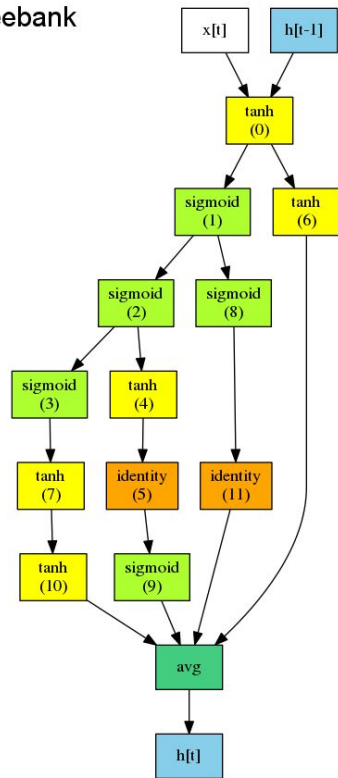 eebank
x[t]
h[t-1]
tanh
(0)
sigmoid
(1)
tanh
(6)
sigmoid
(2)
sigmoid
(8)
sigmoid
(3)
tanh
(4)
tanh
(7)
identity
(5)
identity
(11)
tanh
(10)
sigmoid
(9)
avg
h[t]